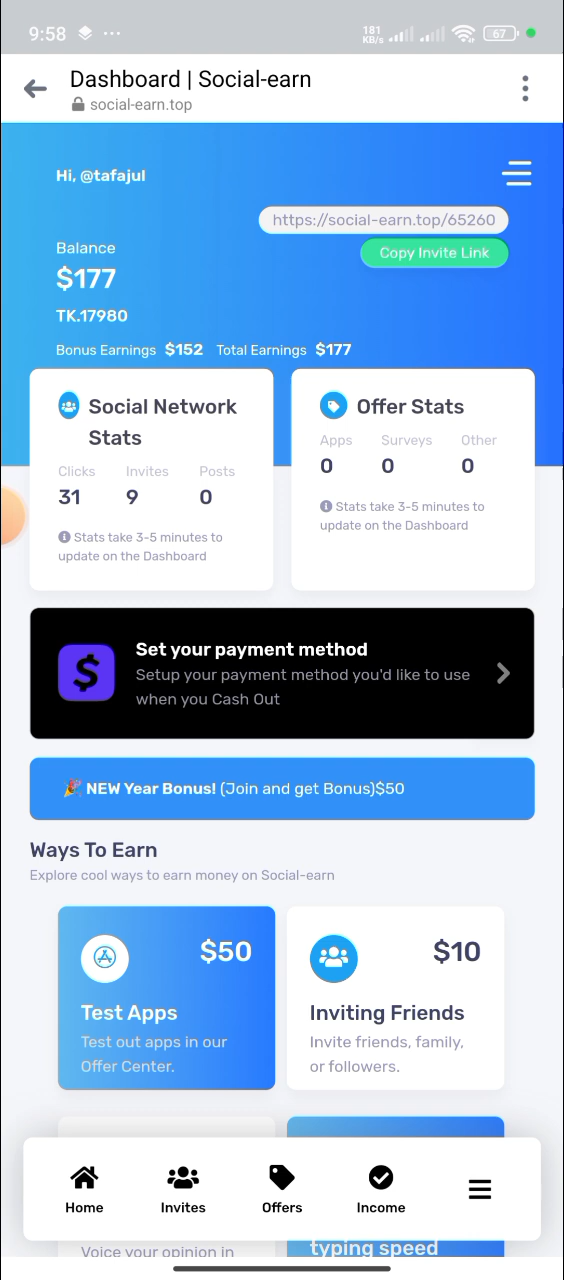 9:58
181
KB/s
67
Dashboard | Social-earn
social-earn.top
Hi, @tafajul
https://social-earn.top/65260
Copy Invite Link
Balance
$177
TK.17980
Bonus Earnings $152 Total Earnings $177
Social Network
Stats
Clicks Invites Posts
31 9 0
Stats take 3-5 minutes to
update on the Dashboard
Offer Stats
Apps Surveys Other
0 0 0
Stats take 3-5 minutes to
update on the Dashboard
Set your payment method
Setup your payment method you'd like to use
when you Cash Out
🎉 NEW Year Bonus! (Join and get Bonus)$50
Ways To Earn
Explore cool ways to earn money on Social-earn
$50
Test Apps
Test out apps in our
Offer Center.
$10
Inviting Friends
Invite friends, family,
or followers.
Home Invites Offers Income
Voice your opinion in
typing speed